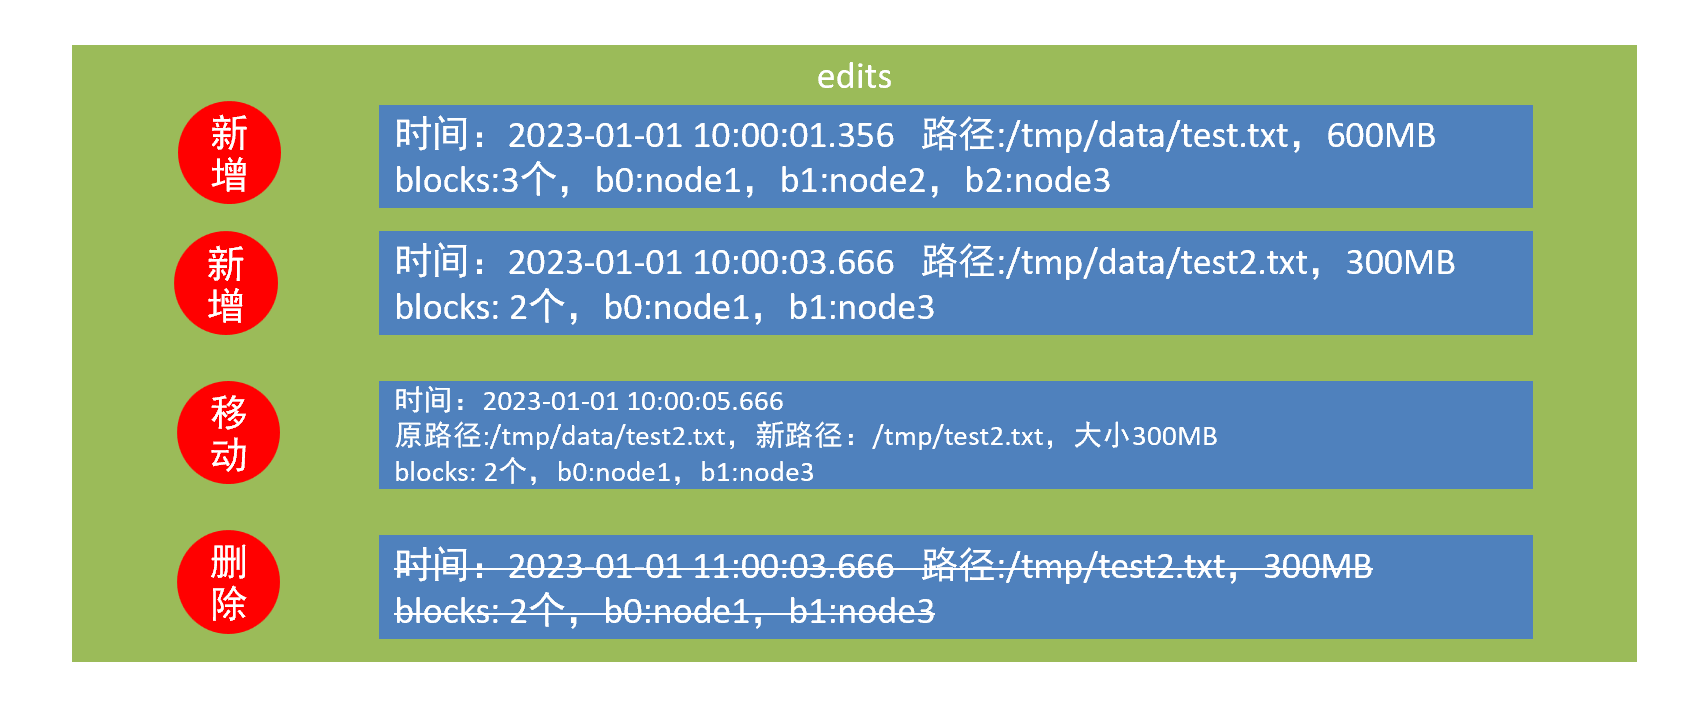 edits
新
增
时间：2023-01-01 10:00:01.356 路径:/tmp/data/test.txt，600MB
blocks:3个，b0:node1，b1:node2，b2:node3
新
增
时间：2023-01-01 10:00:03.666 路径:/tmp/data/test2.txt，300MB
blocks: 2个，b0:node1，b1:node3
移
动
时间：2023-01-01 10:00:05.666
原路径:/tmp/data/test2.txt，新路径：/tmp/test2.txt，大小300MB
blocks: 2个，b0:node1，b1:node3
删
除
时间：2023-01-01 11:00:03.666 路径:/tmp/test2.txt，300MB
blocks: 2个，b0:node1，b1:node3